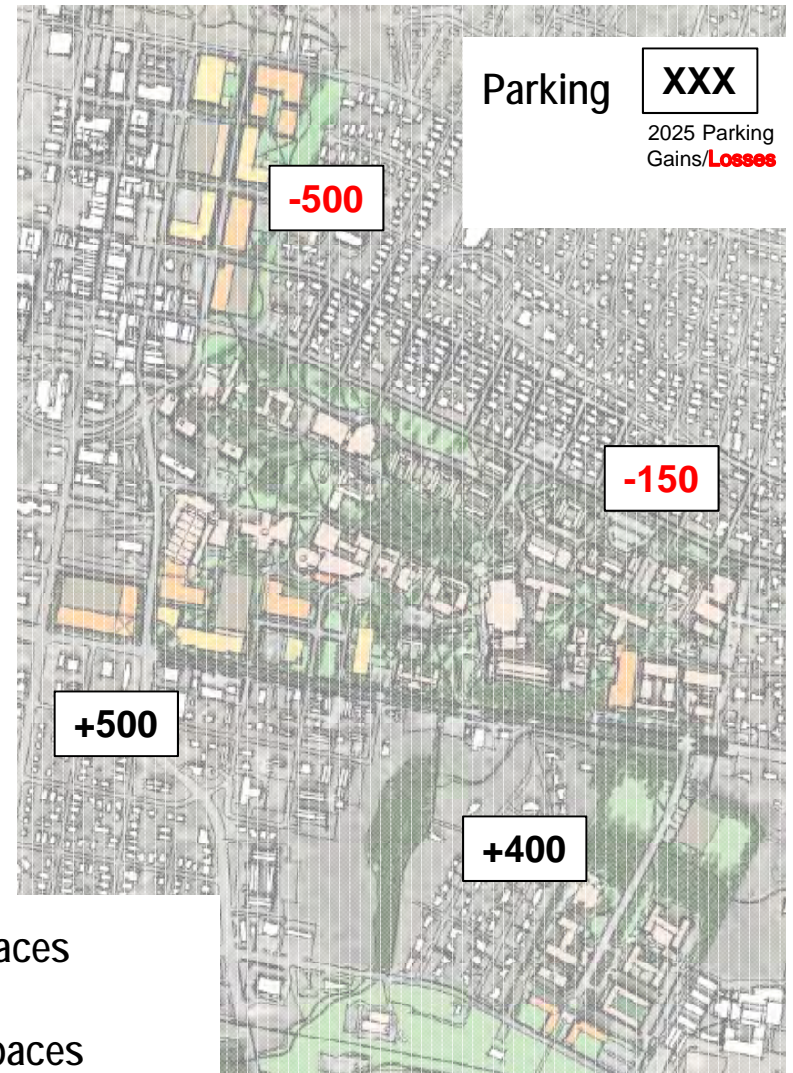 Parking XXX
2025 Parking
Gains/Losses
-500
-150
+500
+400
aces
paces